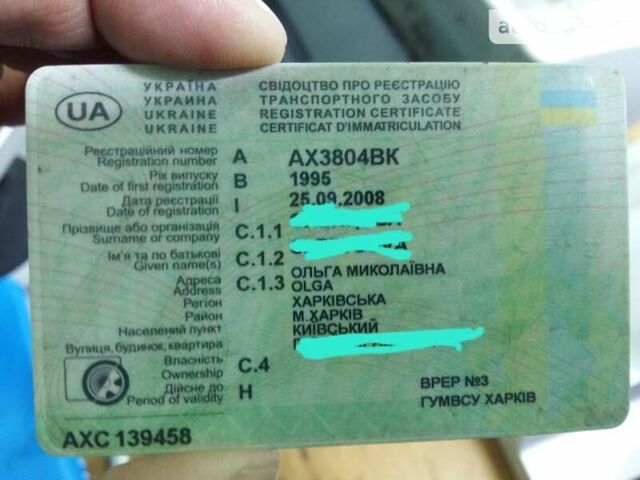 УКРАЇНА
УКРАИНА
UKRAINE
UKRAINE
UA
СВІДОЦТВО ПРО РЕЄСТРАЦІЮ
ТРАНСПОРТНОГО ЗАСОБУ
REGISTRATION CERTIFICATE
CERTIFICAT D'IMMATRICULATION
Реєстраційний номер
Registration number A AX3804BK
Рік випуску
Date of first registration B 1995
Дата реєстрації
Date of registration I 25.09.2008
Прізвище або організація
Surname or company C.1.1
Ім'я та по батькові
Given name(s) C.1.2 ОЛЬГА МИКОЛАЇВНА
Адреса
Address C.1.3 OLGA
Регіон ХАРКІВСЬКА
Район М.ХАРКІВ
Населений пункт КИЇВСЬКИЙ
Вулиця, будинок, квартира
Власність
Ownership C.4
Дійсне до
Period of validity H
ВРЕР №3
ГУМВСУ ХАРКІВ
AXC 139458